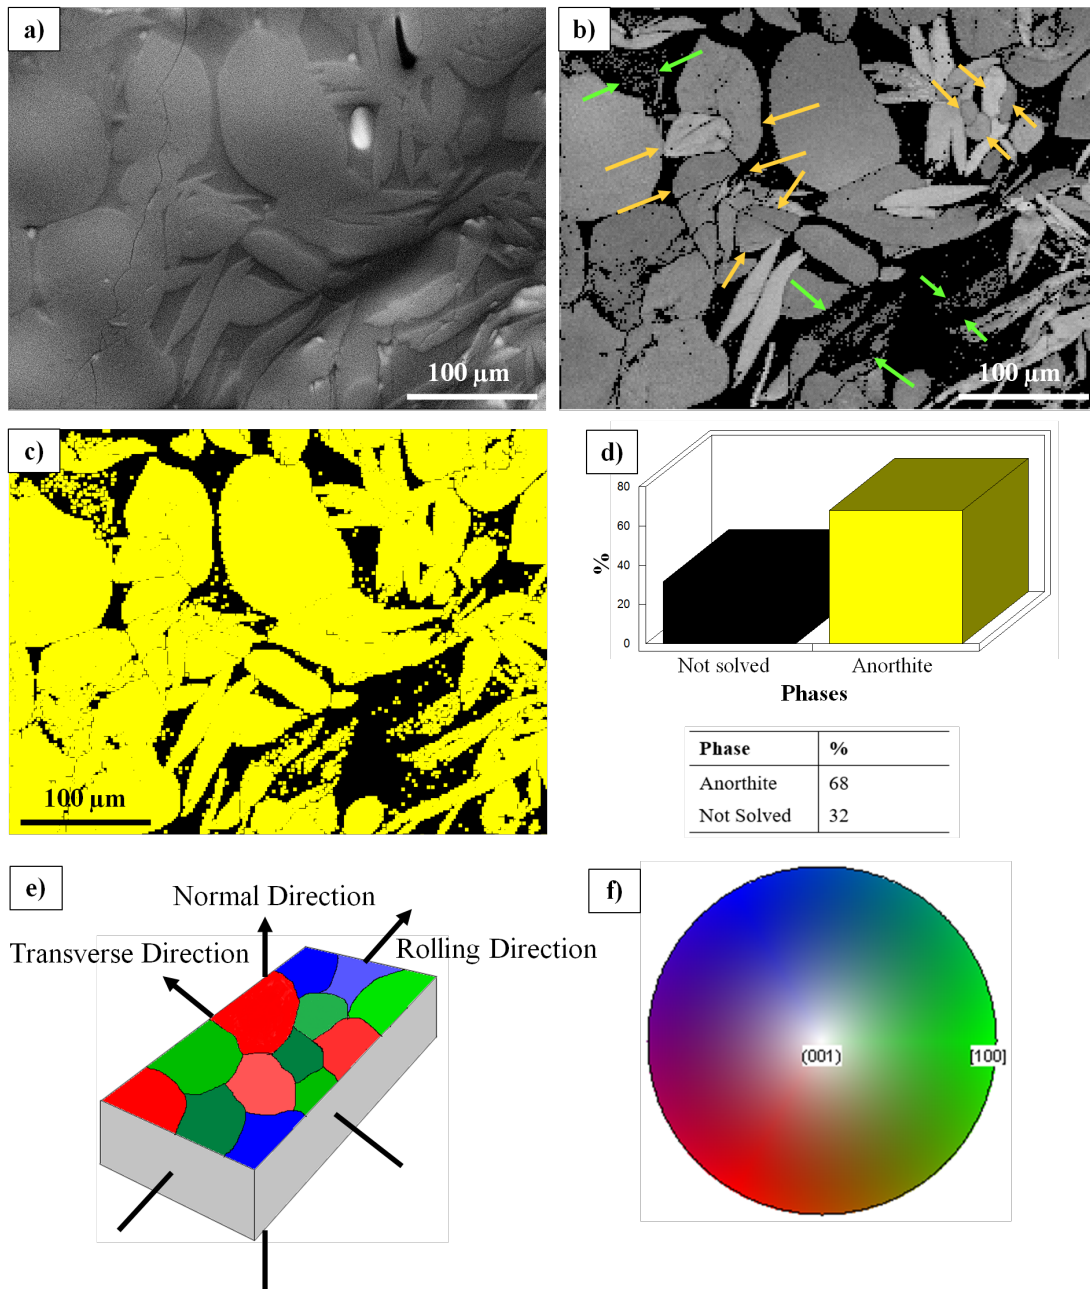 a)
100 µm
b)
100 µm
c)
100 µm
d)
80
60
40
20
0
%
Not solved
Anorthite
Phases
Phase %
Anorthite 68
Not Solved 32
e)
Normal Direction
Transverse Direction
Rolling Direction
f)
(001)
[100]